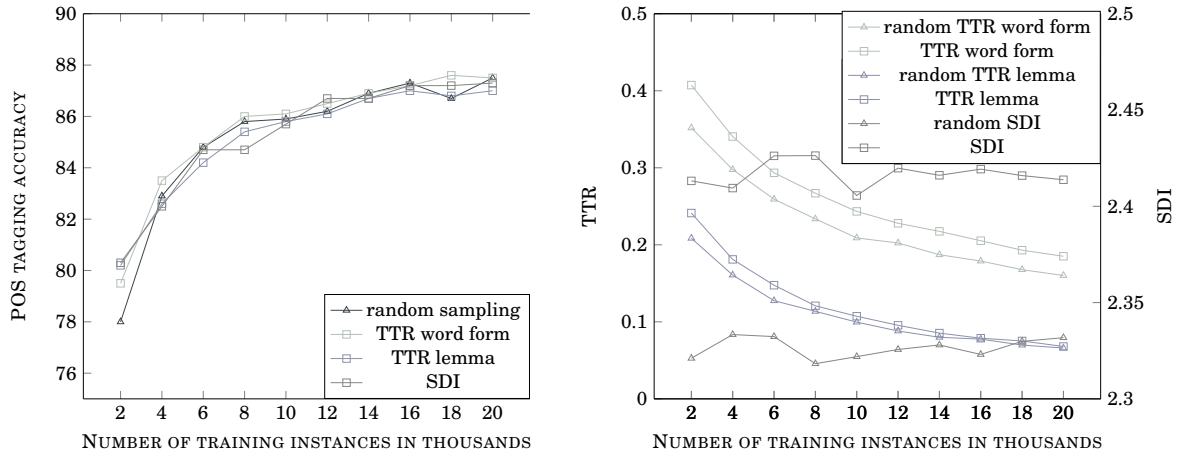 90
88
86
84
82
80
78
76
POS TAGGING ACCURACY
2 4 6 8 10 12 14 16 18 20
NUMBER OF TRAINING INSTANCES IN THOUSANDS
random sampling
TTR word form
TTR lemma
SDI
0.5
0.4
0.3
0.2
0.1
0
TTR
2 4 6 8 10 12 14 16 18 20
NUMBER OF TRAINING INSTANCES IN THOUSANDS
random TTR word form
TTR word form
random TTR lemma
TTR lemma
random SDI
SDI
2.5
2.45
2.4
2.35
2.3
SDI